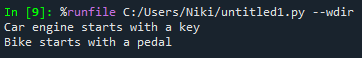 In [9]: %runfile C:/Users/Niki/untitled1.py --wdir
Car engine starts with a key
Bike starts with a pedal